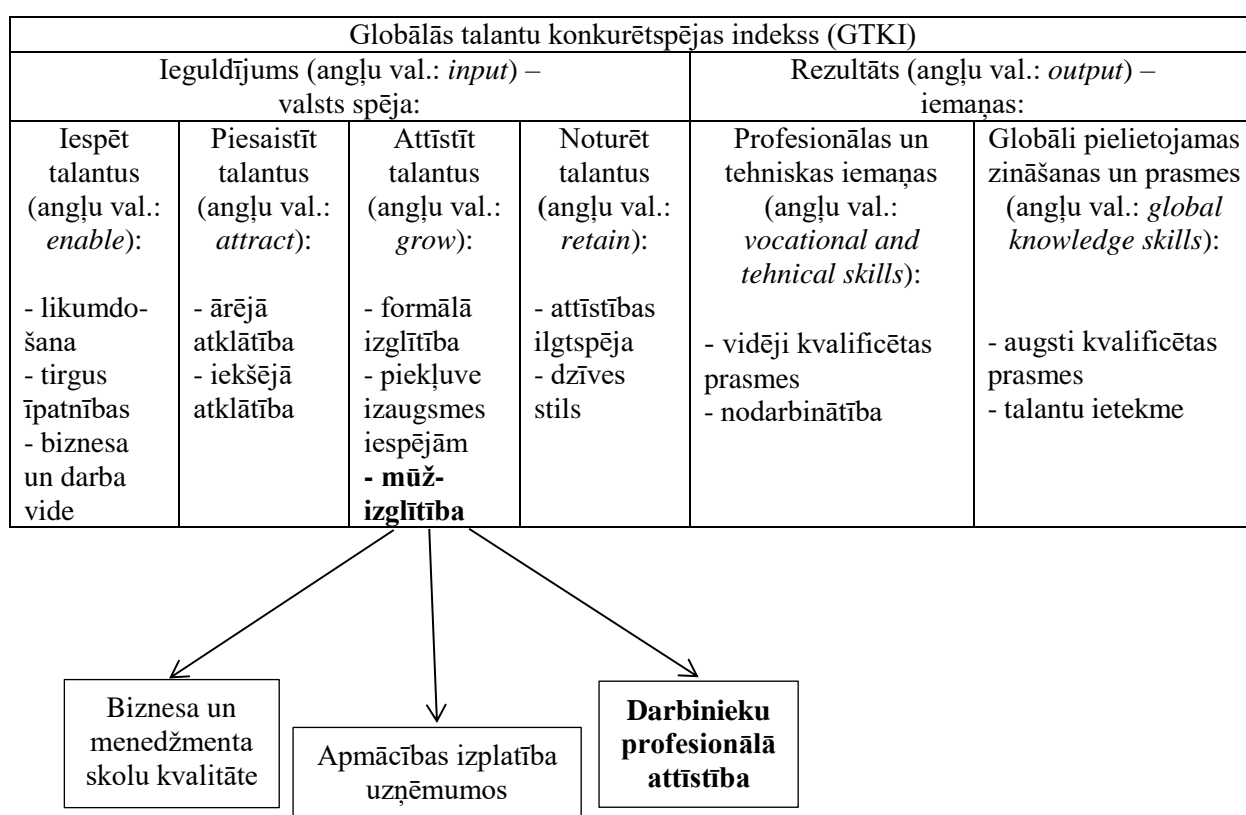 Globālās talantu konkurētspējas indekss (GTKI)
Ieguldījums (angļu val.: input) –
valsts spēja:
Rezultāts (angļu val.: output) –
iemaņas:
Iespēt
talantus
(angļu val.:
enable):
- likumdo-
šana
- tirgus
īpatnības
- biznesa
un darba
vide
Piesaistīt
talantus
(angļu val.:
attract):
- ārējā
atklātība
- iekšējā
atklātība
Attīstīt
talantus
(angļu val.:
grow):
- formālā
izglītība
- piekļuve
izaugsmes
iespējām
- mūž-
izglītība
Noturēt
talantus
(angļu val.:
retain):
- attīstības
ilgtspēja
- dzīves
stils
Profesionālas un
tehniskas iemaņas
(angļu val.:
vocational and
tehnical skills):
- vidēji kvalificētas
prasmes
- nodarbinātība
Globāli pielietojamas
zināšanas un prasmes
(angļu val.: global
knowledge skills):
- augsti kvalificētas
prasmes
- talantu ietekme
Biznesa un
menedžmenta
skolu kvalitāte
Apmācības izplatība
uzņēmumos
Darbinieku
profesionālā
attīstība